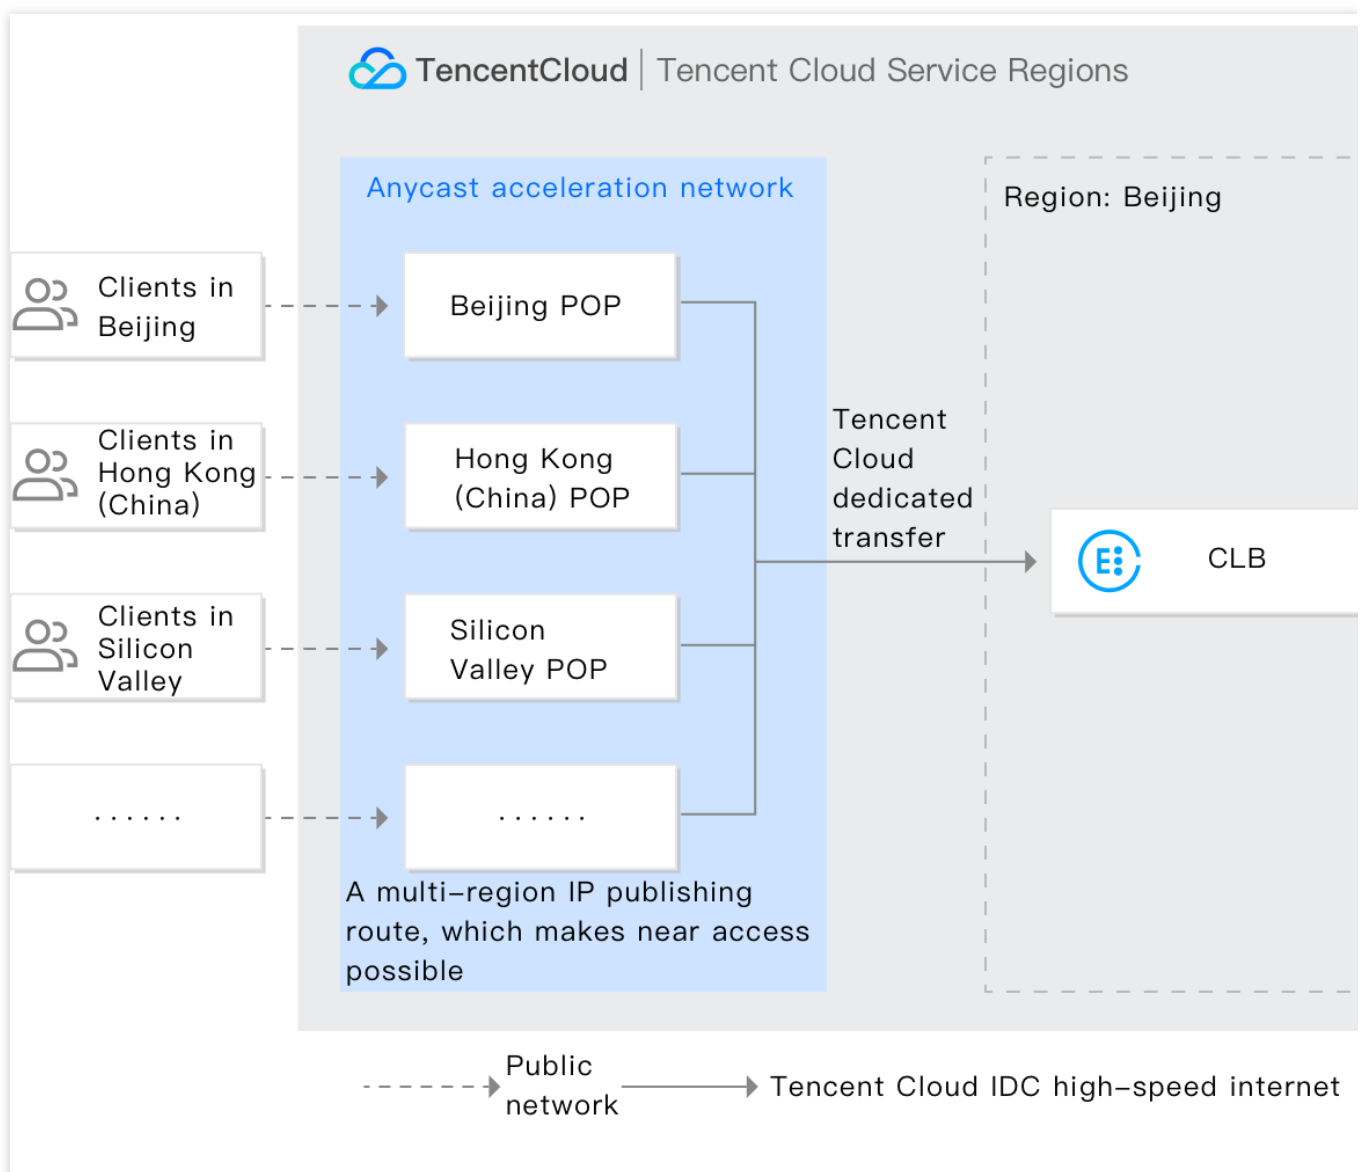 TencentCloud | Tencent Cloud Service Regions
Anycast acceleration network
Region: Beijing
Clients in
Beijing
Beijing POP
Clients in
Hong Kong
(China)
Hong Kong
(China) POP
Tencent
Cloud
dedicated
transfer
CLB
Clients in
Silicon
Valley
Silicon
Valley POP
......
......
A multi-region IP publishing
route, which makes near access
possible
Public
network
Tencent Cloud IDC high-speed internet